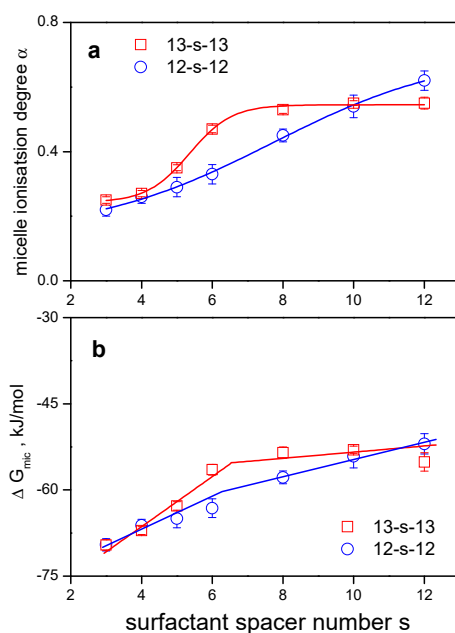 a
13-s-13
12-s-12
micelle ionisatsion degree α
0.8
0.4
0.0
2 4 6 8 10 12
b
Δ G mic , kJ/mol
-30
-45
-60
-75
13-s-13
12-s-12
2 4 6 8 10 12
surfactant spacer number s